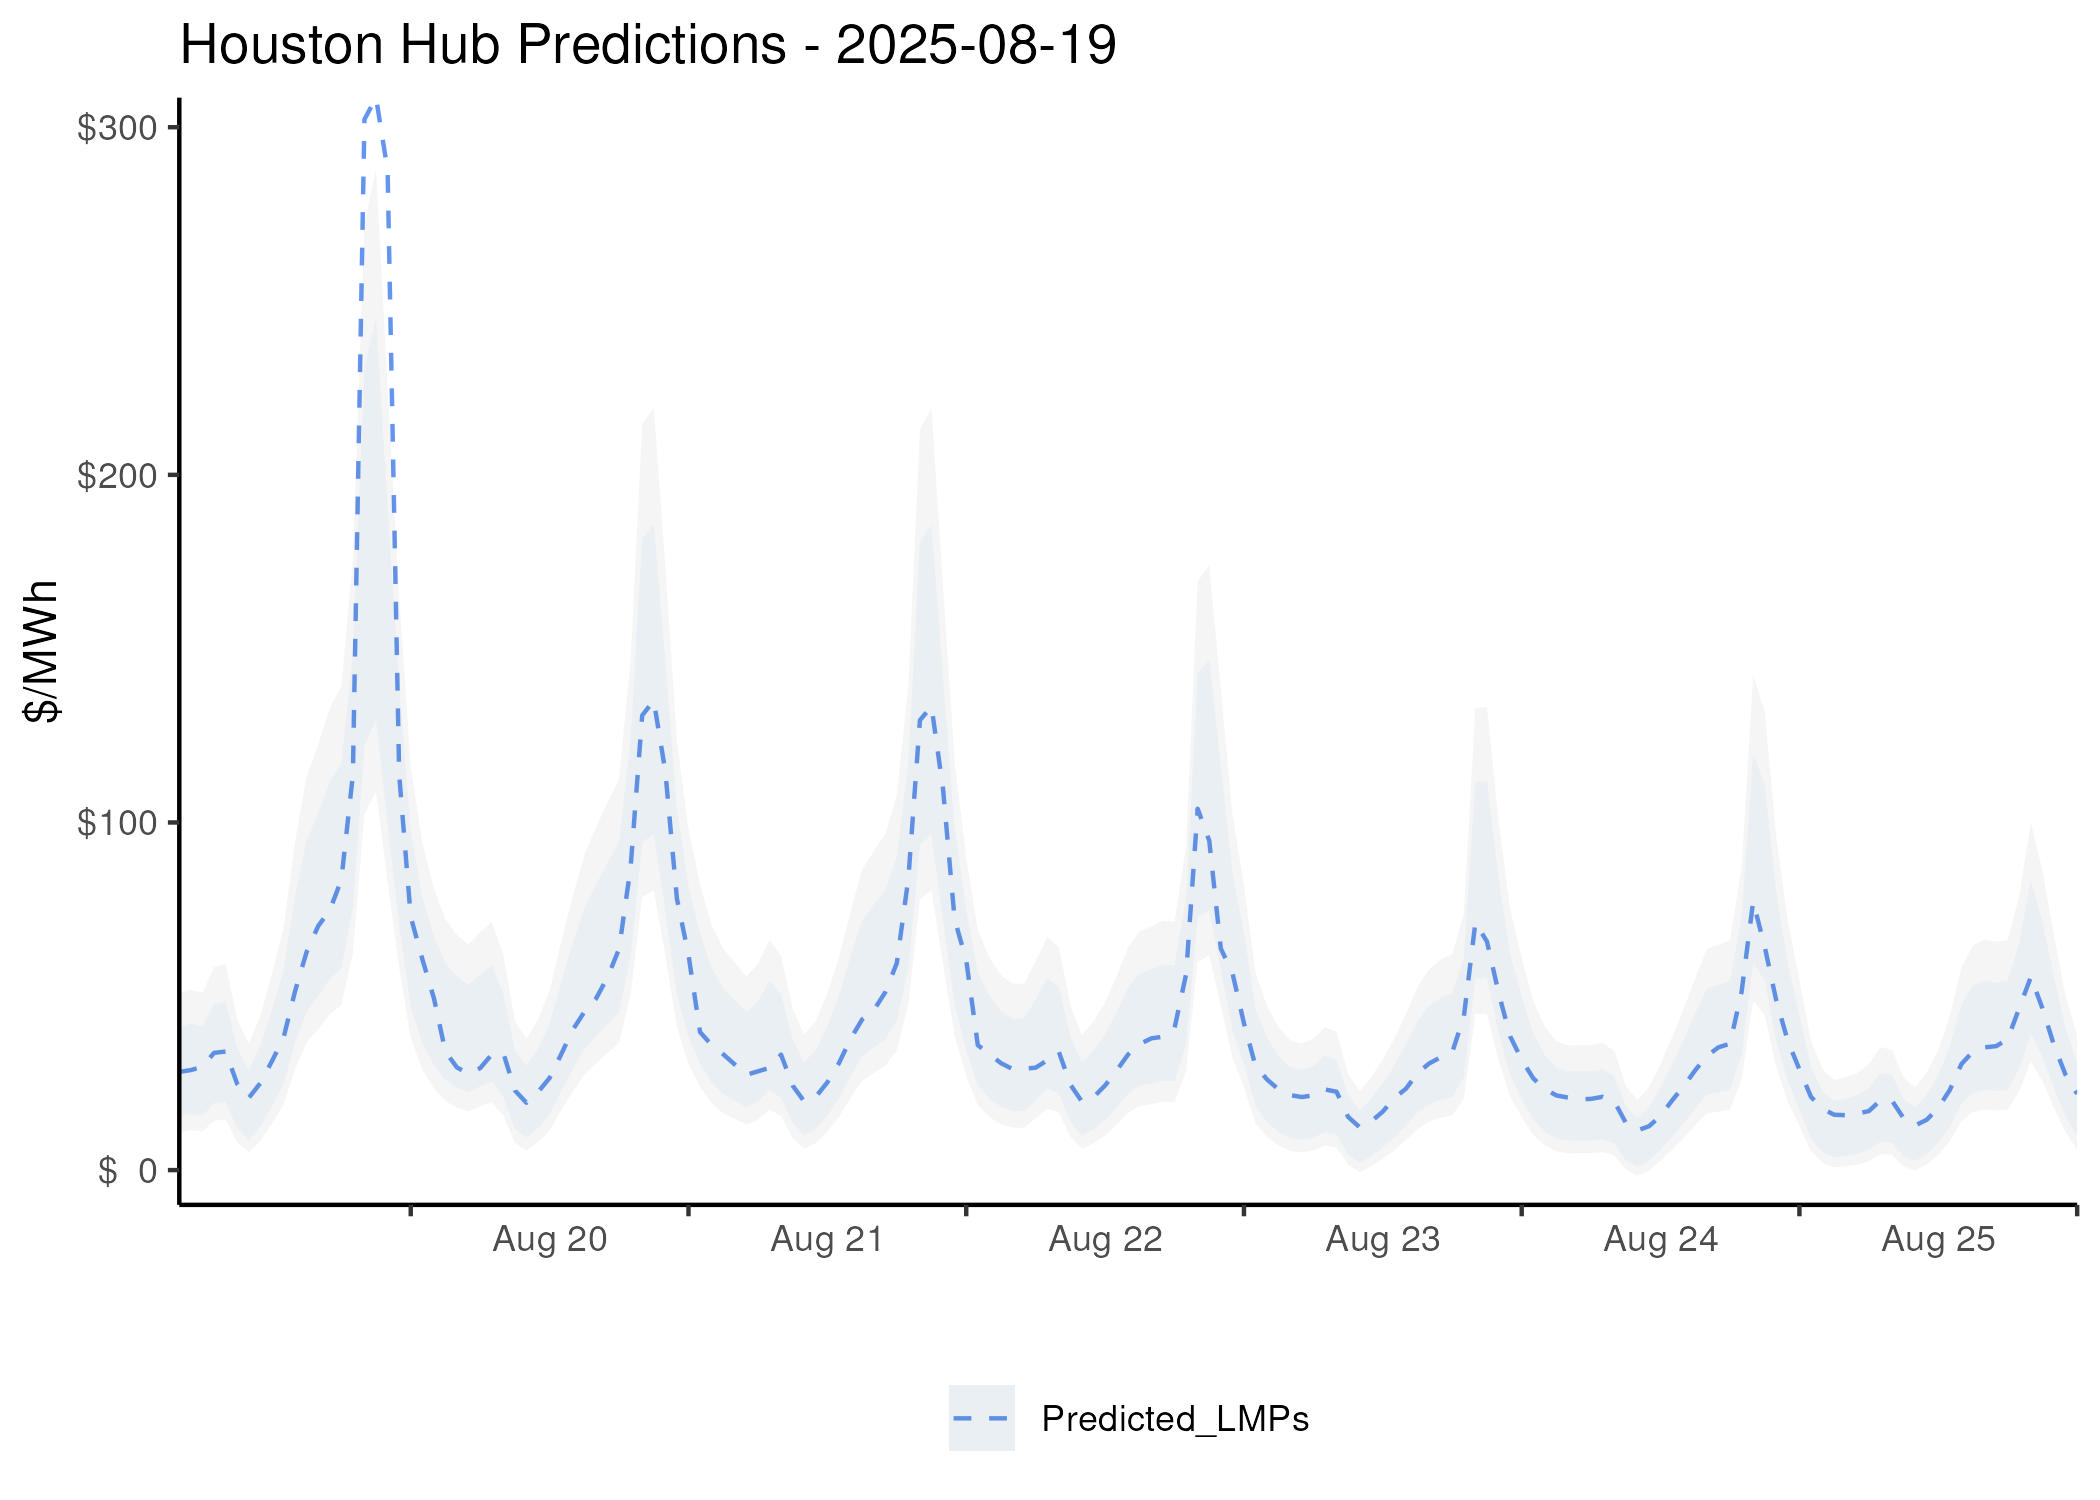 Houston Hub Predictions - 2025-08-19
$300
$200
$100
$  0
$/MWh
Aug 20 Aug 21 Aug 22 Aug 23 Aug 24 Aug 25
Predicted_LMPs